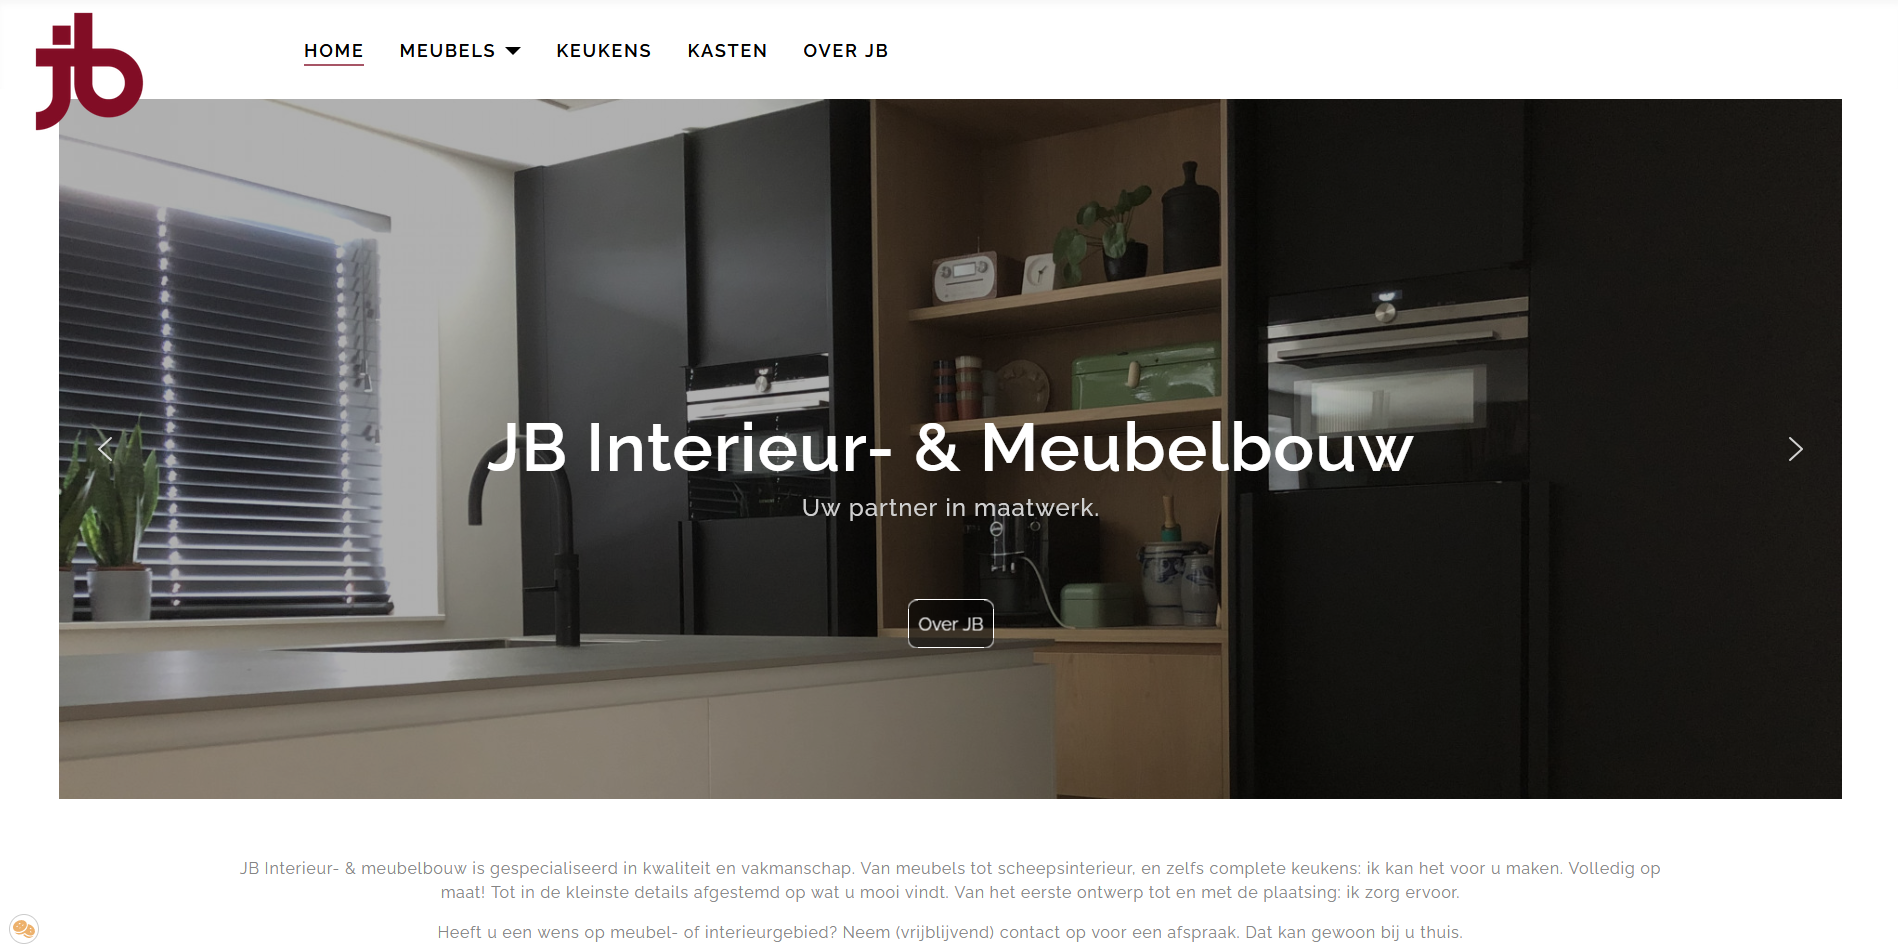 jb
HOME MEUBELS KEUKENS KASTEN OVER JB
JB Interieur- & Meubelbouw
Uw partner in maatwerk.
Over JB
JB Interieur- & meubelbouw is gespecialiseerd in kwaliteit en vakmanschap. Van meubels tot scheepsinterieur, en zelfs complete keukens: ik kan het voor u maken. Volledig op
maat! Tot in de kleinste details afgestemd op wat u mooi vindt. Van het eerste ontwerp tot en met de plaatsing: ik zorg ervoor.
Heeft u een wens op meubel- of interieurgebied? Neem (vrijblijvend) contact op voor een afspraak. Dat kan gewoon bij u thuis.